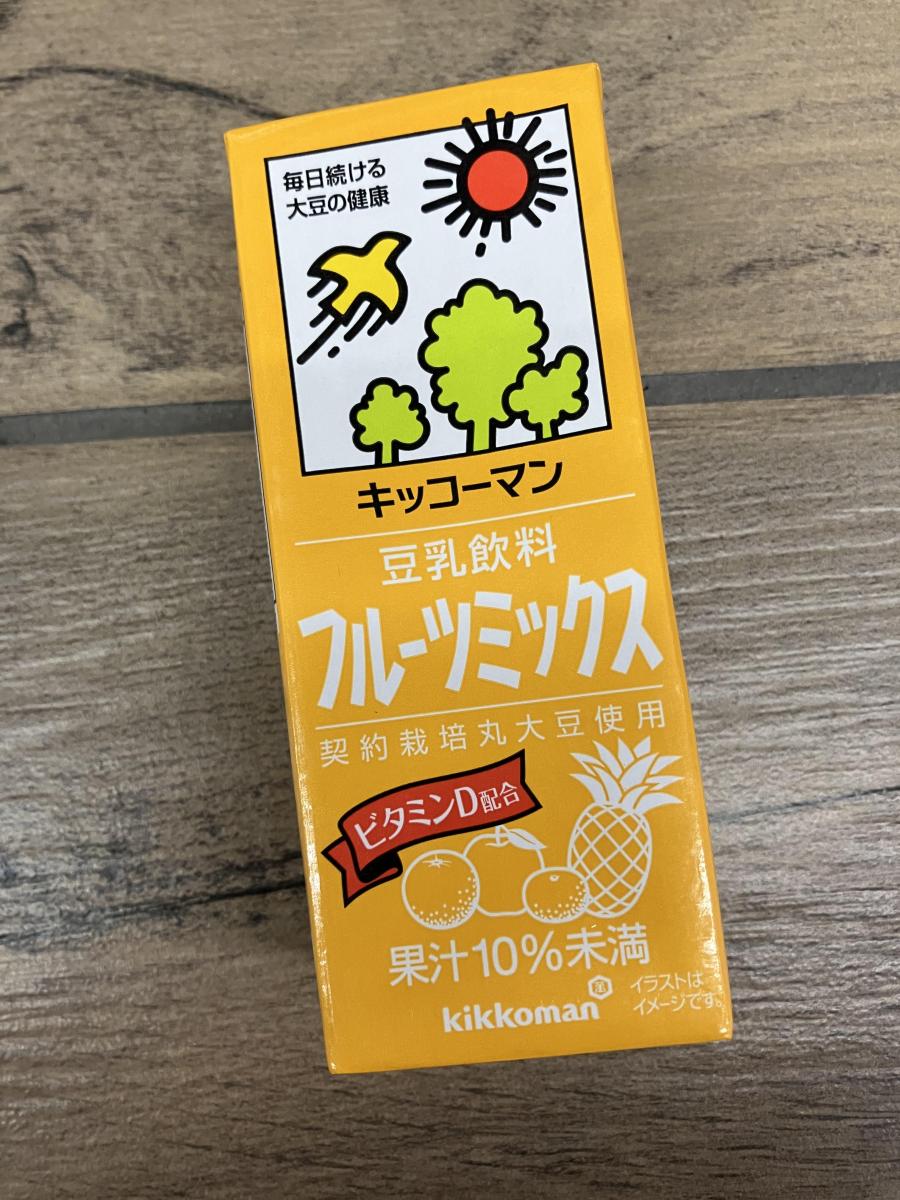 毎日続ける
大豆の健康
キッコーマン
豆乳飲料
フルーツミックス
契約栽培丸大豆使用
ビタミンD配合
果汁10%未満
kikkoman
イラストは
イメージです。